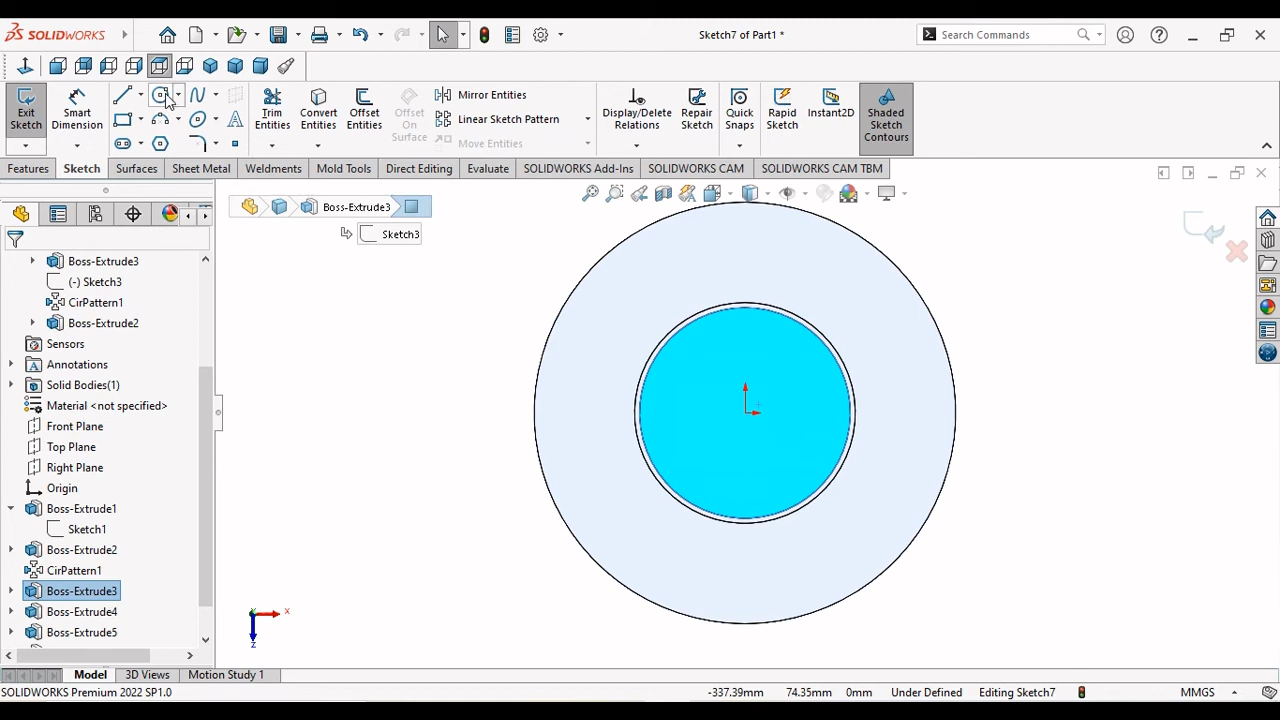 SOLIDWORKS
Sketch7 of Part1 *
Search Commands
Exit Sketch
Smart Dimension
Trim Entities
Convert Entities
Offset Entities
Offset On Surface
Mirror Entities
Linear Sketch Pattern
Move Entities
Display/Delete Relations
Repair Sketch
Quick Snaps
Rapid Sketch
Instant2D
Shaded Sketch Contours
Features
Sketch
Surfaces
Sheet Metal
Weldments
Mold Tools
Direct Editing
Evaluate
SOLIDWORKS Add-Ins
SOLIDWORKS CAM
SOLIDWORKS CAM TBM
Boss-Extrude3
Sketch3
Boss-Extrude3
(-) Sketch3
CirPattern1
Boss-Extrude2
Sensors
Annotations
Solid Bodies(1)
Material <not specified>
Front Plane
Top Plane
Right Plane
Origin
Boss-Extrude1
Sketch1
Boss-Extrude2
CirPattern1
Boss-Extrude3
Boss-Extrude4
Boss-Extrude5
Y
X
Z
Model
3D Views
Motion Study 1
SOLIDWORKS Premium 2022 SP1.0
-337.39mm
74.35mm
0mm
Under Defined
Editing Sketch7
MMGS